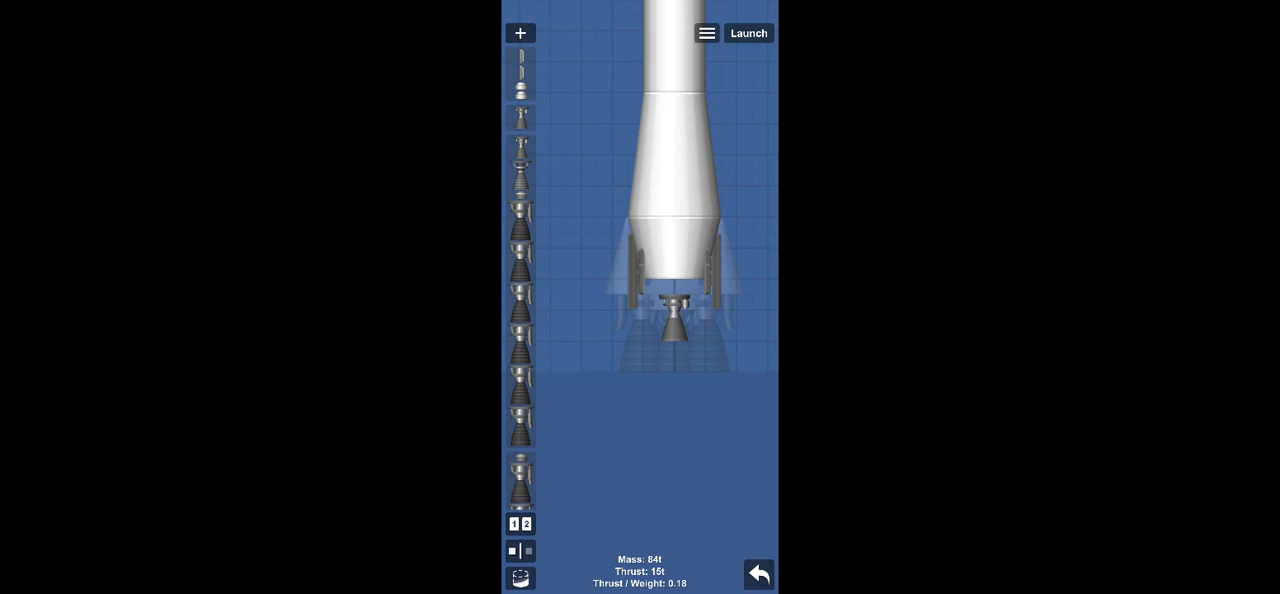 +
Launch
1 2
Mass: 84t
Thrust: 15t
Thrust / Weight: 0.18